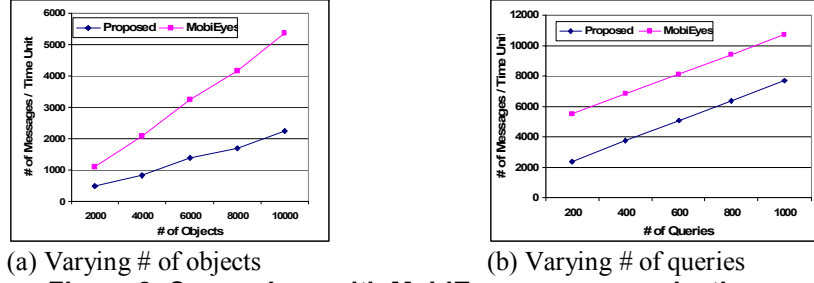 6000
5000
4000
3000
2000
1000
0
# of Messages / Time Unit
Proposed
MobiEyes
2000 4000 6000 8000 10000
# of Objects
(a) Varying # of objects
12000
10000
8000
6000
4000
2000
0
# of Messages / Time Unit
Proposed
MobiEyes
200 400 600 800 1000
# of Queries
(b) Varying # of queries